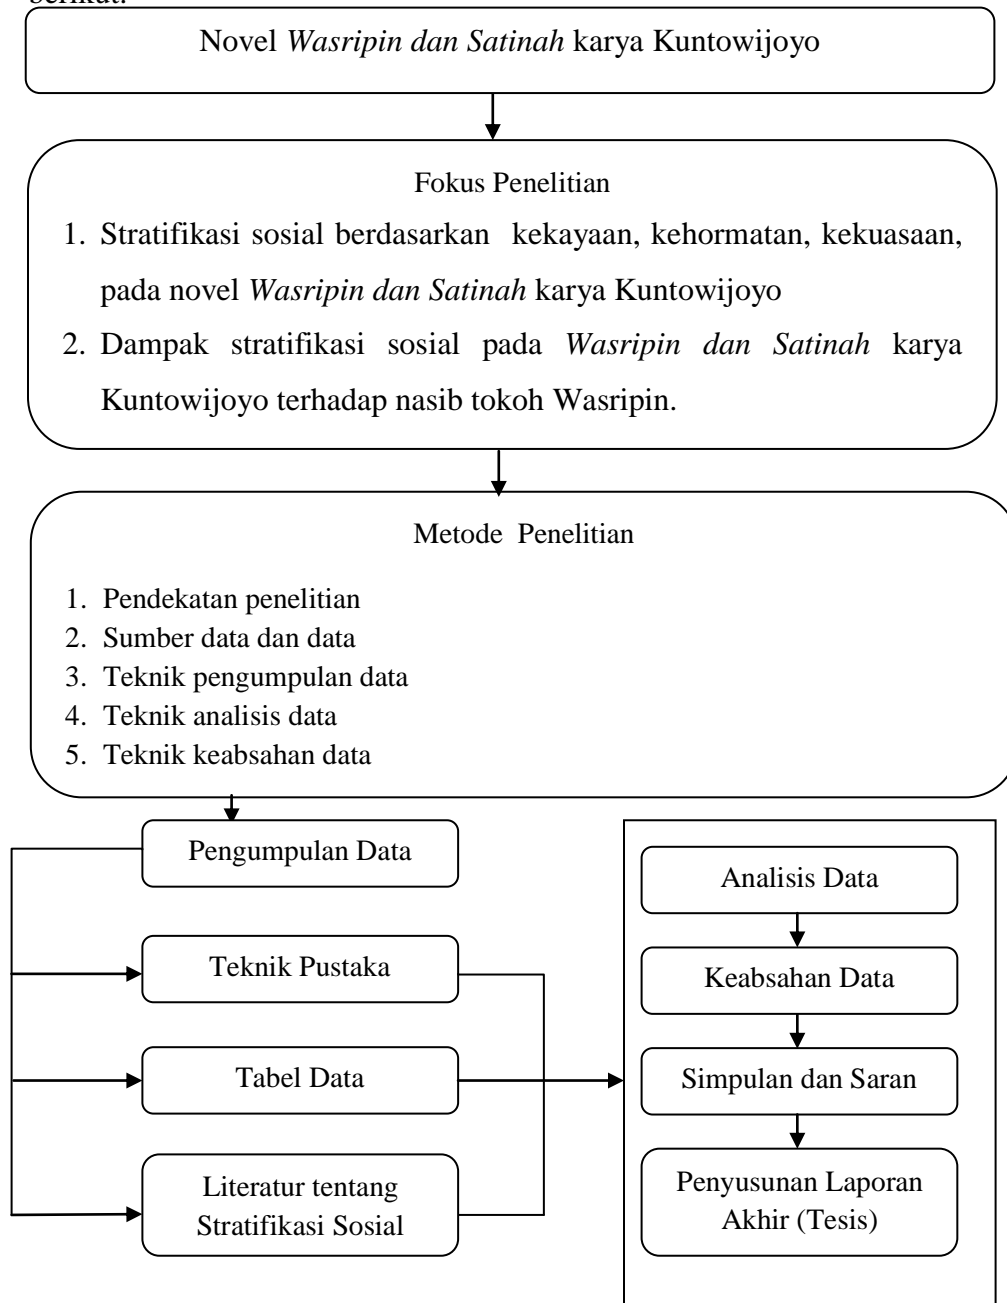 berikut:
Novel Wasripin dan Satinah karya Kuntowijoyo
Fokus Penelitian
1. Stratifikasi sosial berdasarkan kekayaan, kehormatan, kekuasaan,
pada novel Wasripin dan Satinah karya Kuntowijoyo
2. Dampak stratifikasi sosial pada Wasripin dan Satinah karya
Kuntowijoyo terhadap nasib tokoh Wasripin.
Metode Penelitian
1. Pendekatan penelitian
2. Sumber data dan data
3. Teknik pengumpulan data
4. Teknik analisis data
5. Teknik keabsahan data
Pengumpulan Data
Teknik Pustaka
Tabel Data
Literatur tentang
Stratifikasi Sosial
Analisis Data
Keabsahan Data
Simpulan dan Saran
Penyusunan Laporan
Akhir (Tesis)